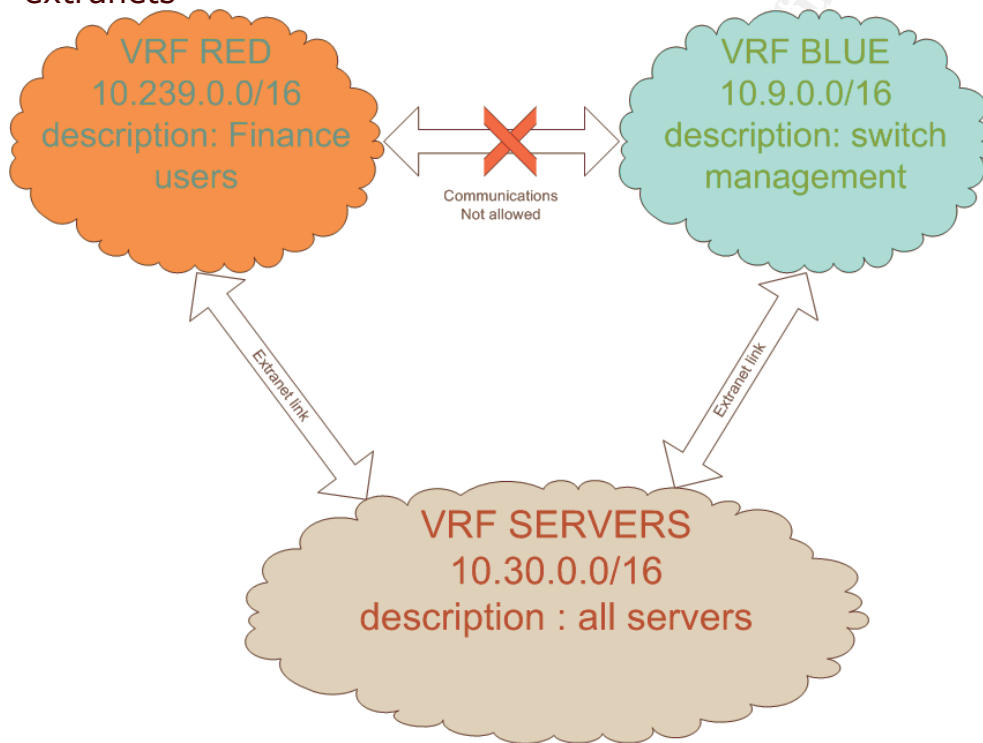 extranets
VRF RED
10.239.0.0/16
description: Finance
users
VRF BLUE
10.9.0.0/16
description: switch
management
Communications
Not allowed
Extranet link
Extranet link
VRF SERVERS
10.30.0.0/16
description : all servers